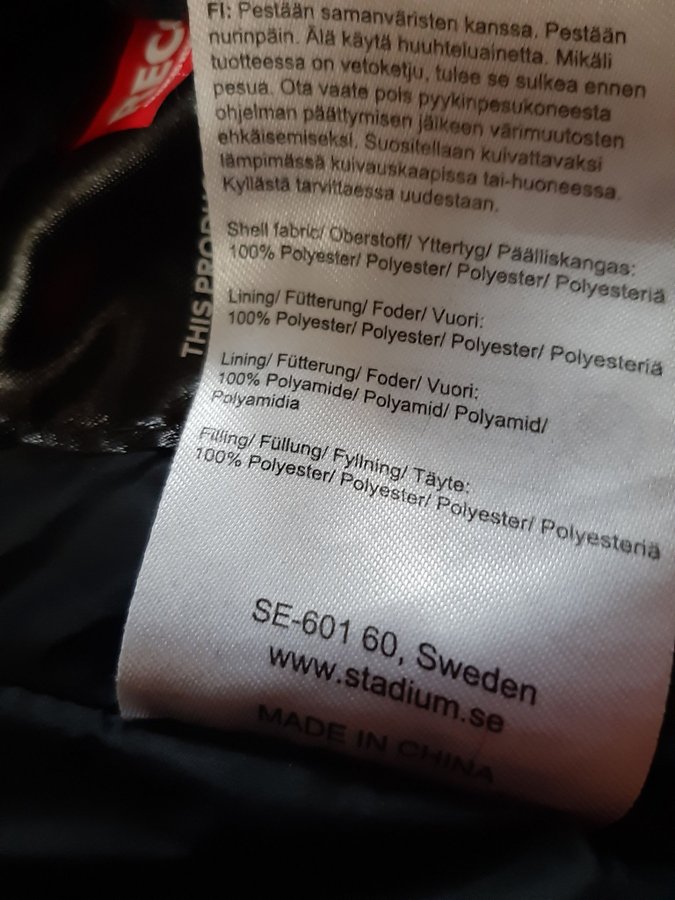 RECC
THIS PRODU
FI: Pestään samanväristen kanssa. Pestään
nurinpäin. Älä käytä huuhteluainetta. Mikäli
tuotteessa on vetoketju, tulee se sulkea ennen
pesua. Ota vaate pois pyykinpesukoneesta
ohjelman päättymisen jälkeen värimuutosten
ehkäisemiseksi. Suositellaan kuivattavaksi
lämpimässä kuivauskaapissa tai-huoneessa.
Kyllästä tarvittaessa uudestaan.
Shell fabric/ Oberstoff/ Yttertyg/ Päälliskangas:
100% Polyester/ Polyester/ Polyester/ Polyesteriä
Lining/ Fütterung/ Foder/ Vuori:
100% Polyester/ Polyester/ Polyester/ Polyesteriä
Lining/ Fütterung/ Foder/ Vuori:
100% Polyamide/ Polyamid/ Polyamid/
Polyamidia
Filling/ Füllung/ Fyllning/ Täyte:
100% Polyester/ Polyester/ Polyester/ Polyesteriä
SE-601 60, Sweden
www.stadium.se
MADE IN CHINA